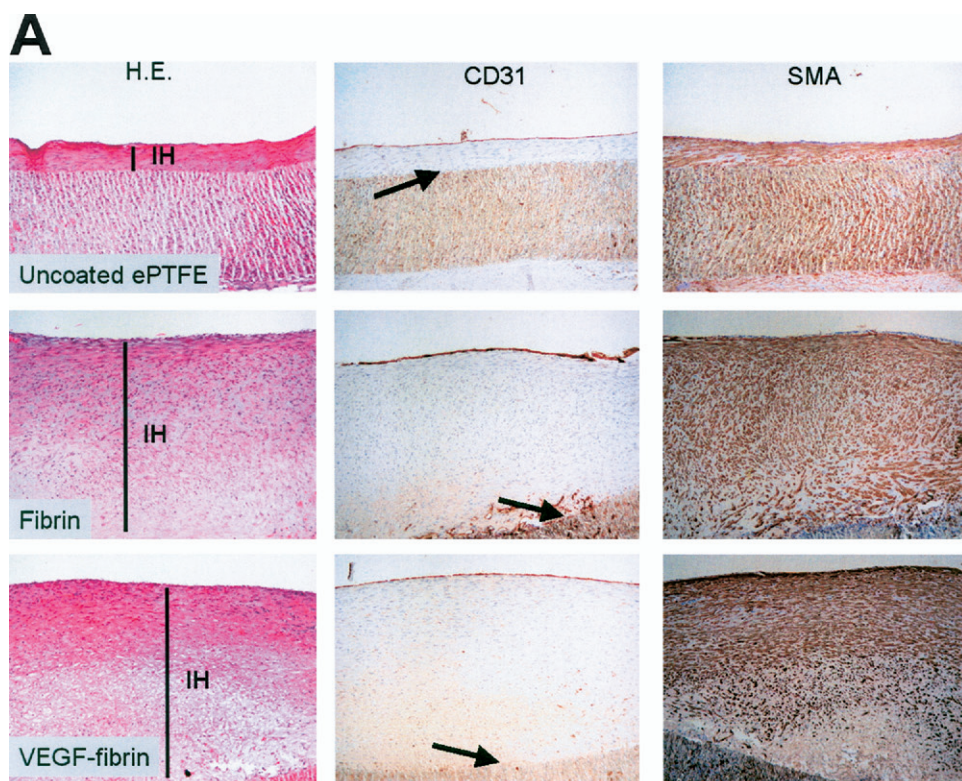 A
H.E.
CD31
SMA
IH
Uncoated ePTFE
IH
Fibrin
IH
VEGF-fibrin